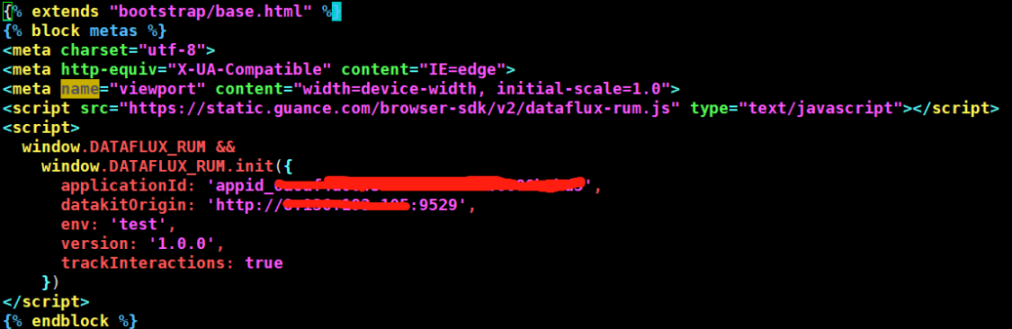 {% extends "bootstrap/base.html" %}
{% block metas %}
<meta charset="utf-8">
<meta http-equiv="X-UA-Compatible" content="IE=edge">
<meta name="viewport" content="width=device-width, initial-scale=1.0">
<script src="https://static.guance.com/browser-sdk/v2/dataflux-rum.js" type="text/javascript"></script>
<script>
  window.DATAFLUX_RUM &&
    window.DATAFLUX_RUM.init({
      applicationId: 'appid_',
      datakitOrigin: 'http://:9529',
      env: 'test',
      version: '1.0.0',
      trackInteractions: true
    })
</script>
{% endblock %}